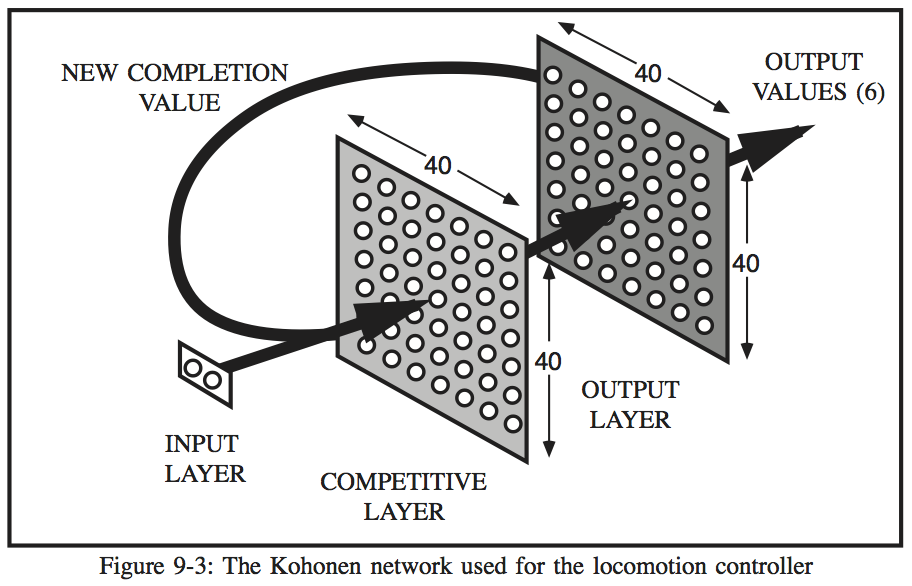 NEW COMPLETION
VALUE
40
OUTPUT
VALUES (6)
40
40
40
OUTPUT
LAYER
INPUT
LAYER
COMPETITIVE
LAYER
Figure 9-3: The Kohonen network used for the locomotion controller